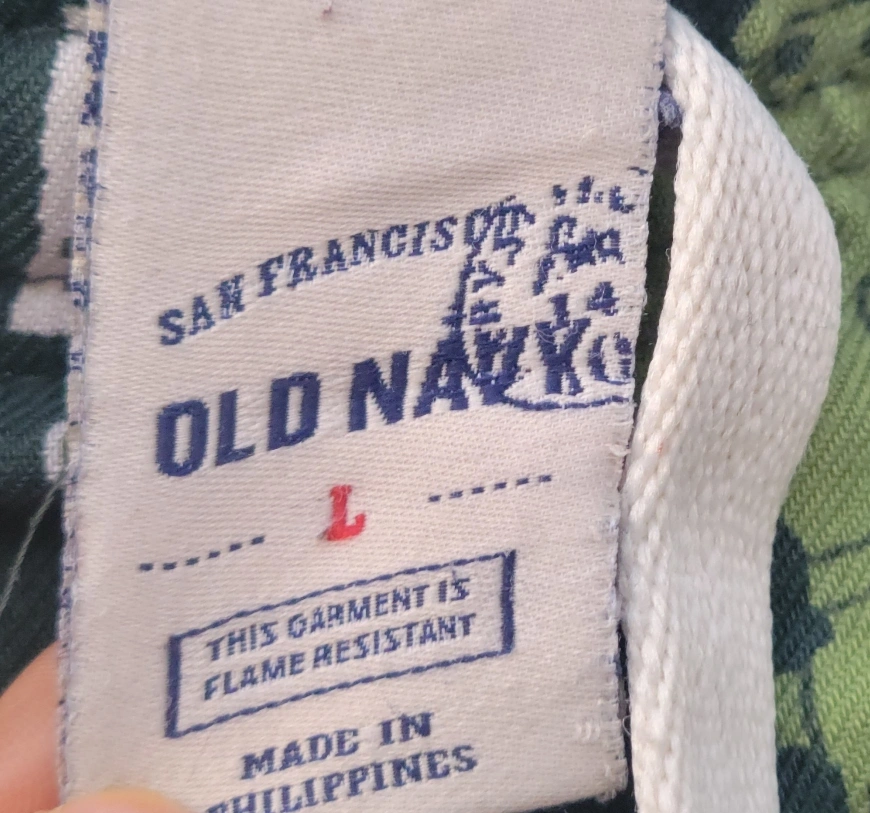 SAN FRANCISCO
OLD NAVY
L
THIS GARMENT IS
FLAME RESISTANT
MADE IN
PHILIPPINES